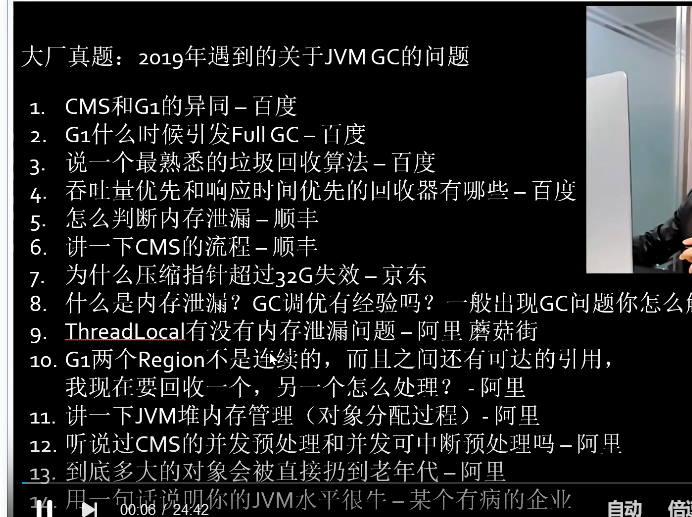 大厂真题：2019年遇到的关于JVM GC的问题
1. CMS和G1的异同 – 百度
2. G1什么时候引发Full GC – 百度
3. 说一个最熟悉的垃圾回收算法 – 百度
4. 吞吐量优先和响应时间优先的回收器有哪些 – 百度
5. 怎么判断内存泄漏 – 顺丰
6. 讲一下CMS的流程 – 顺丰
7. 为什么压缩指针超过32G失效 – 京东
8. 什么是内存泄漏？GC调优有经验吗？一般出现GC问题你怎么
9. ThreadLocal有没有内存泄漏问题 – 阿里 蘑菇街
10. G1两个Region不是连续的，而且之间还有可达的引用，
我现在要回收一个，另一个怎么处理？ - 阿里
11. 讲一下JVM堆内存管理（对象分配过程）- 阿里
12. 听说过CMS的并发预处理和并发可中断预处理吗 – 阿里
13. 到底多大的对象会被直接扔到老年代 – 阿里
14. 用一句话说明你的JVM水平很牛 – 某个有病的企业
00:06 / 24:42 自动